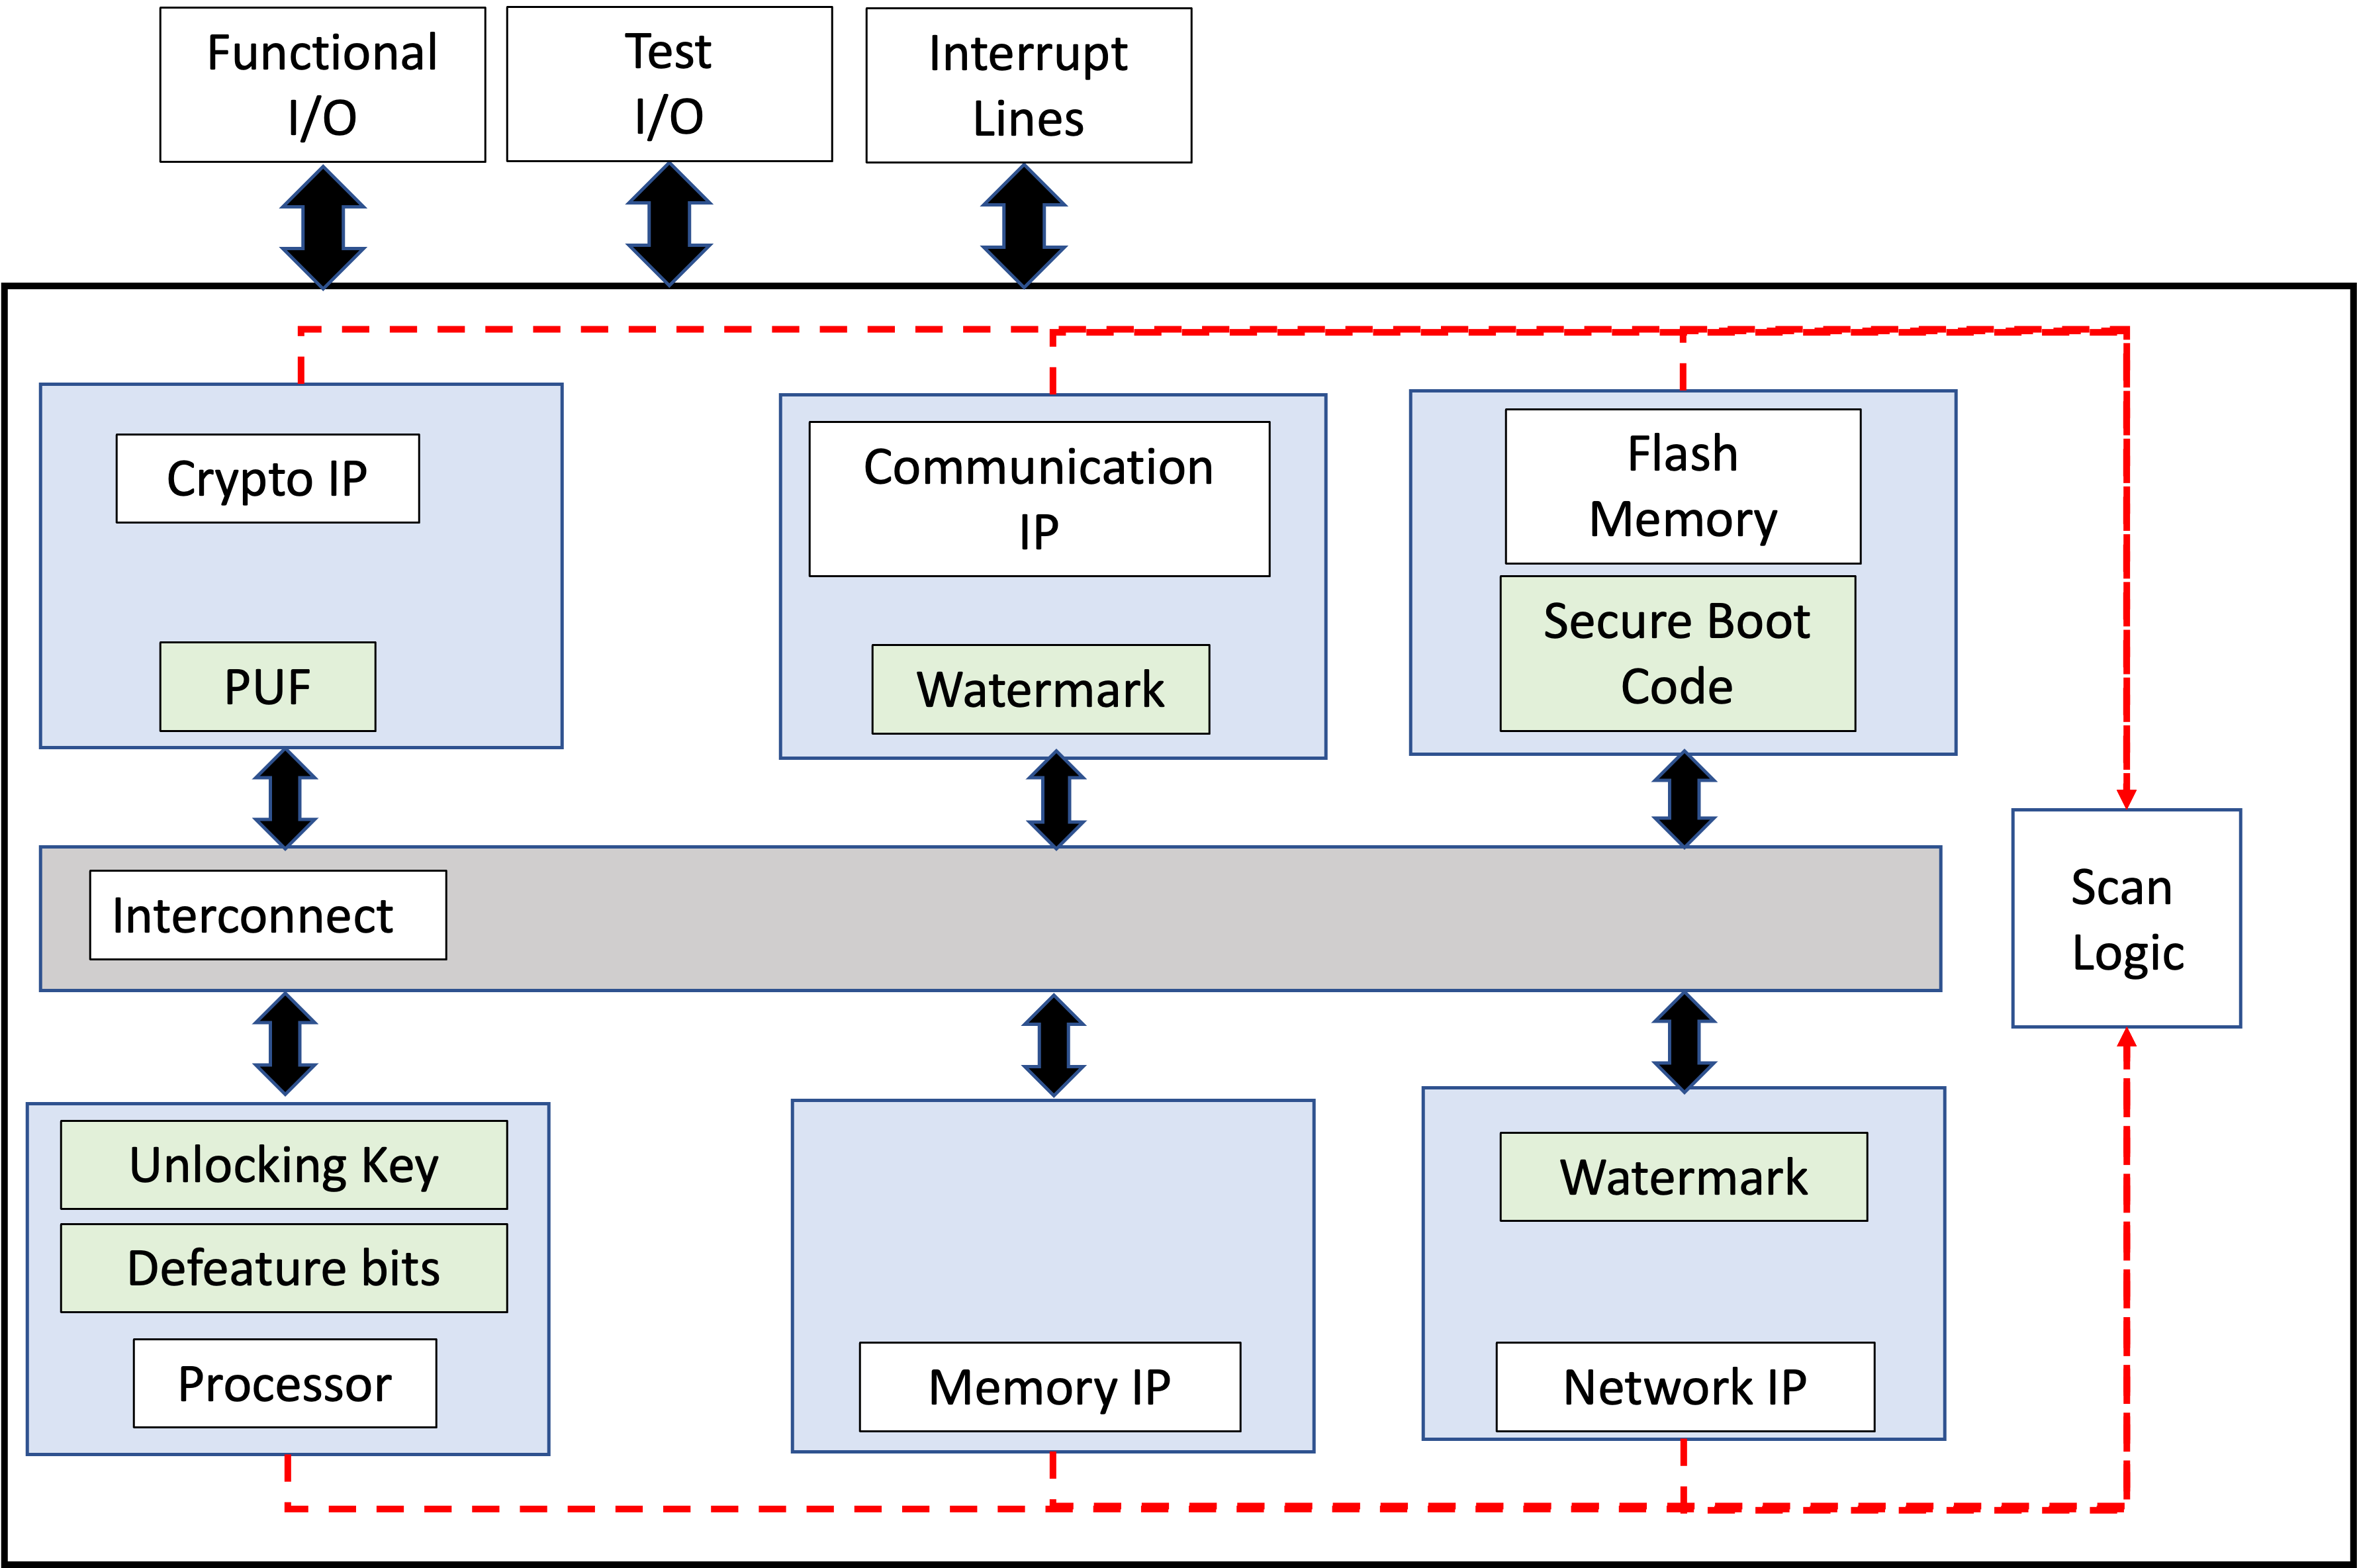 Functional
I/O
Test
I/O
Interrupt
Lines
Crypto IP
PUF
Communication
IP
Watermark
Flash
Memory
Secure Boot
Code
Interconnect
Scan
Logic
Unlocking Key
Defeature bits
Processor
Memory IP
Watermark
Network IP